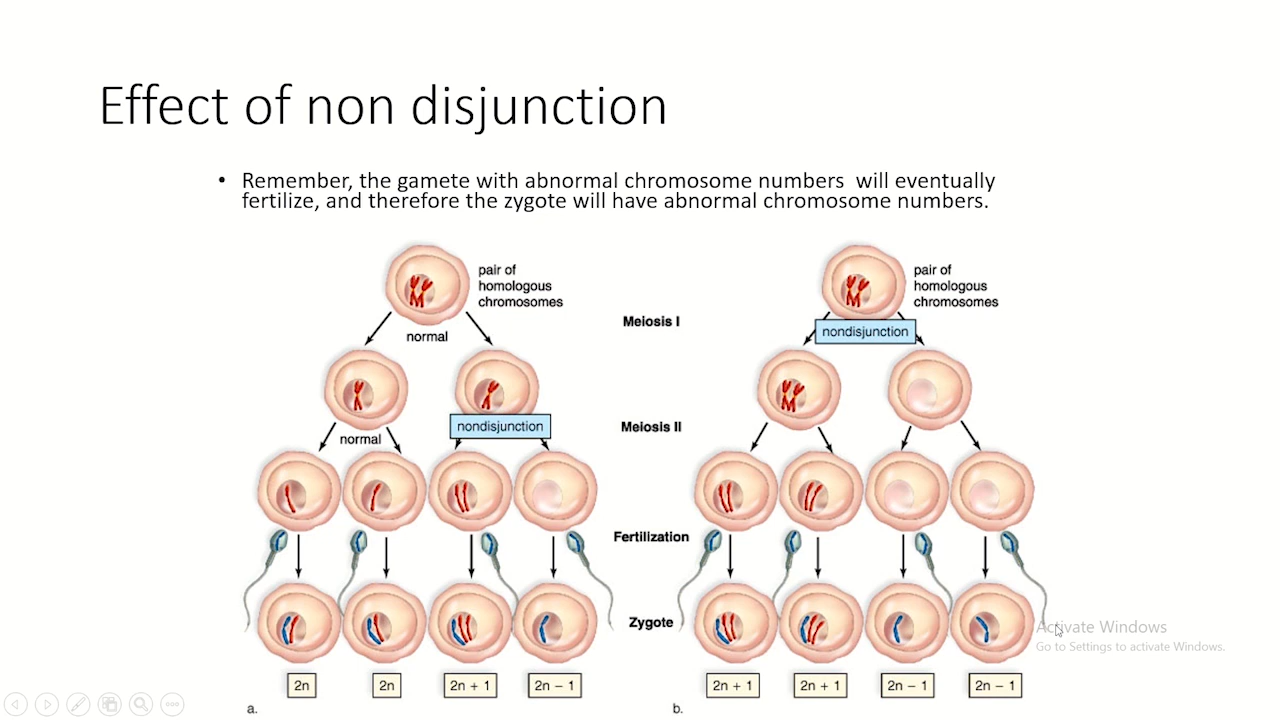 Effect of non disjunction
• Remember, the gamete with abnormal chromosome numbers  will eventually
fertilize, and therefore the zygote will have abnormal chromosome numbers.
pair of
homologous
chromosomes
normal
normal
nondisjunction
Meiosis I
Meiosis II
Fertilization
Zygote
pair of
homologous
chromosomes
nondisjunction
2n
2n
2n + 1
2n − 1
a.
2n + 1
2n + 1
2n − 1
2n − 1
b.
Activate Windows
Go to Settings to activate Windows.